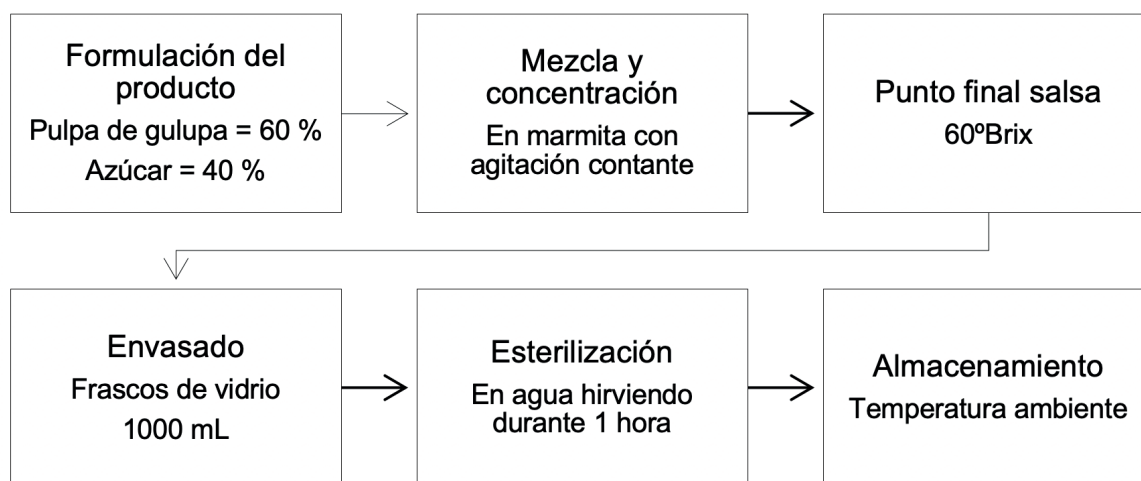 Formulación del
producto
Pulpa de gulupa = 60 %
Azúcar = 40 %
Mezcla y
concentración
En marmita con
agitación contante
Punto final salsa
60ºBrix
Envasado
Frascos de vidrio
1000 mL
Esterilización
En agua hirviendo
durante 1 hora
Almacenamiento
Temperatura ambiente